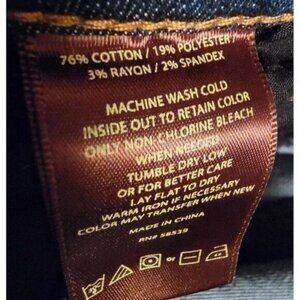 76% COTTON / 19% POLYESTER /
3% RAYON / 2% SPANDEX
MACHINE WASH COLD
INSIDE OUT TO RETAIN COLOR
ONLY NON-CHLORINE BLEACH
WHEN NEEDED
TUMBLE DRY LOW
OR FOR BETTER CARE
LAY FLAT TO DRY
WARM IRON IF NECESSARY
COLOR MAY TRANSFER WHEN NEW
MADE IN CHINA
RN# 58539